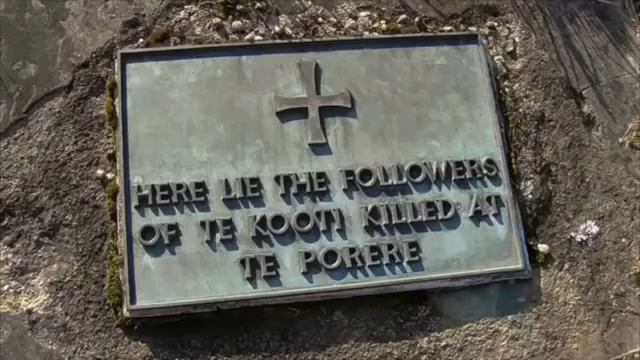 HERE LIE THE FOLLOWERS
OF TE KOOTI KILLED AT
TE PORERE